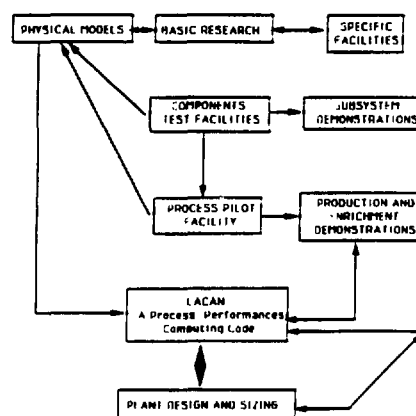 PHYSICAL MODELS
BASIC RESEARCH
SPECIFIC
FACILITIES
COMPONENTS
TEST FACILITIES
SUBSYSTEM
DEMONSTRATIONS
PROCESS PILOT
FACILITY
PRODUCTION AND
ENRICHMENT
DEMONSTRATIONS
LACAN
A Process Performances
Computing Code
PLANT DESIGN AND SIZING